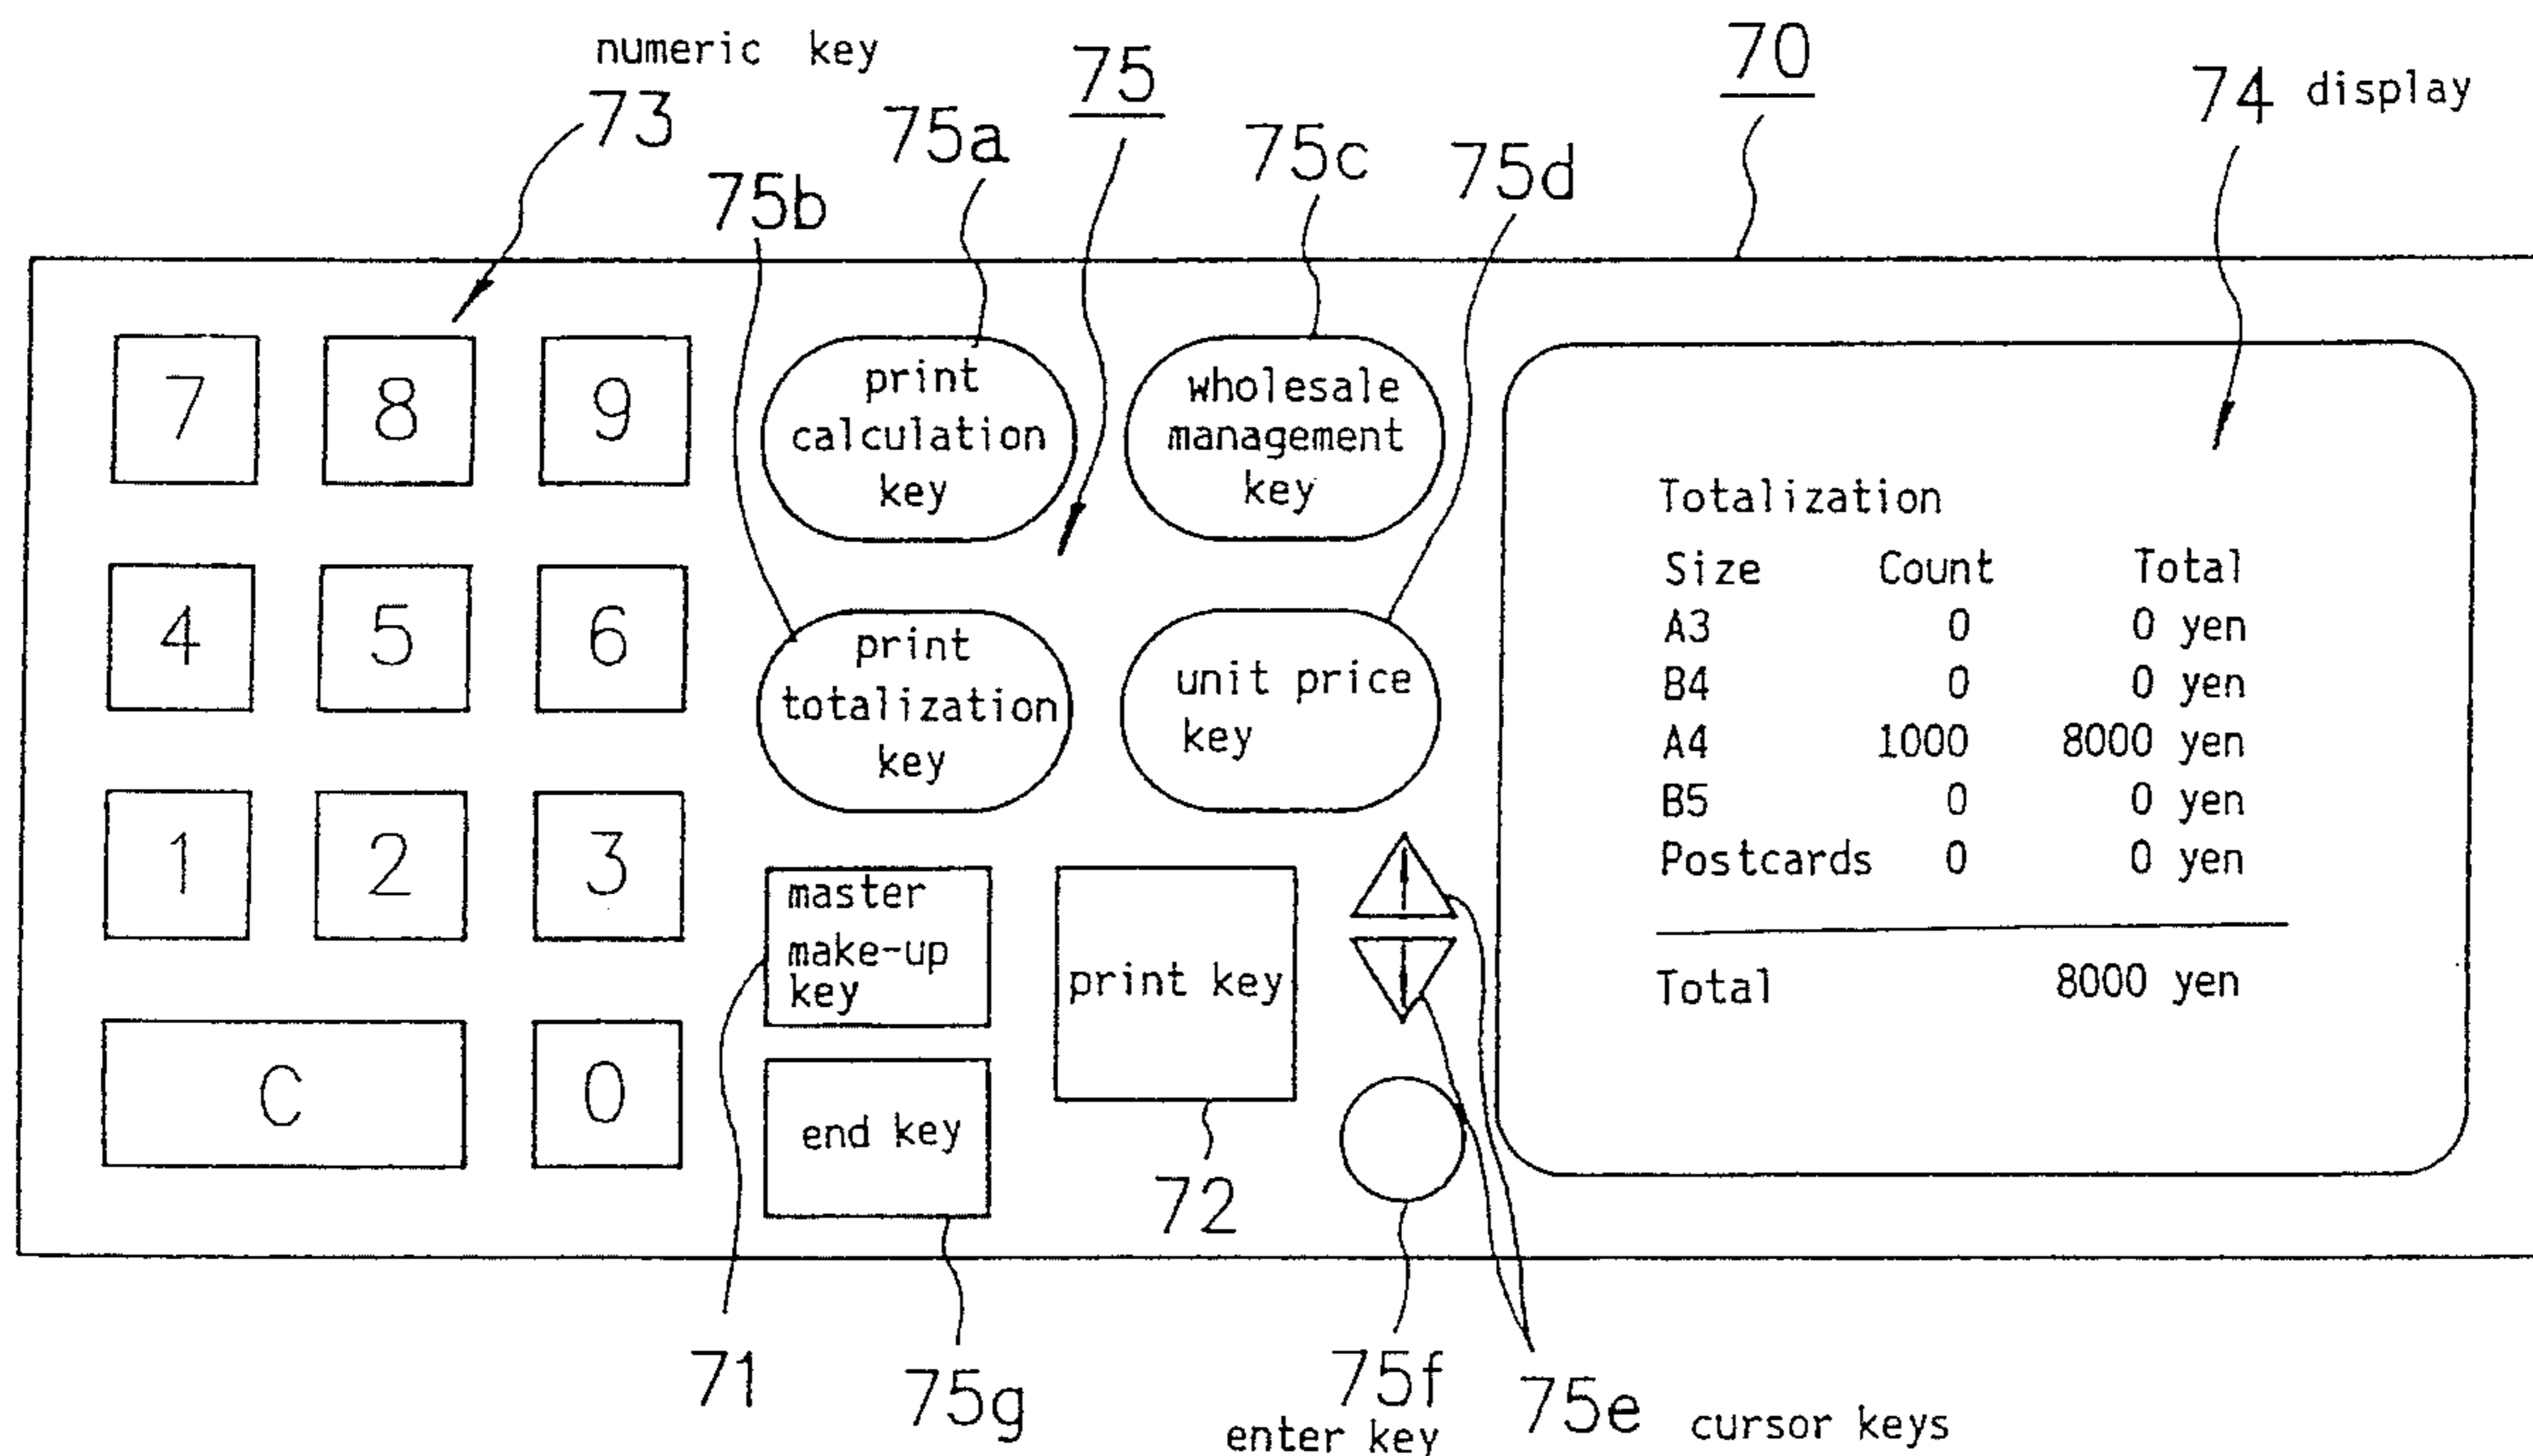 numeric key
73
75
70
74 display
75a
75b
75c
75d
7 8 9
4 5 6
1 2 3
C 0
print
calculation
key
wholesale
management
key
print
totalization
key
unit price
key
master
make-up
key
print key
end key
Totalization
Size Count Total
A3 0 0 yen
B4 0 0 yen
A4 1000 8000 yen
B5 0 0 yen
Postcards 0 0 yen
Total 8000 yen
72
71
75g
75f
enter key
75e cursor keys